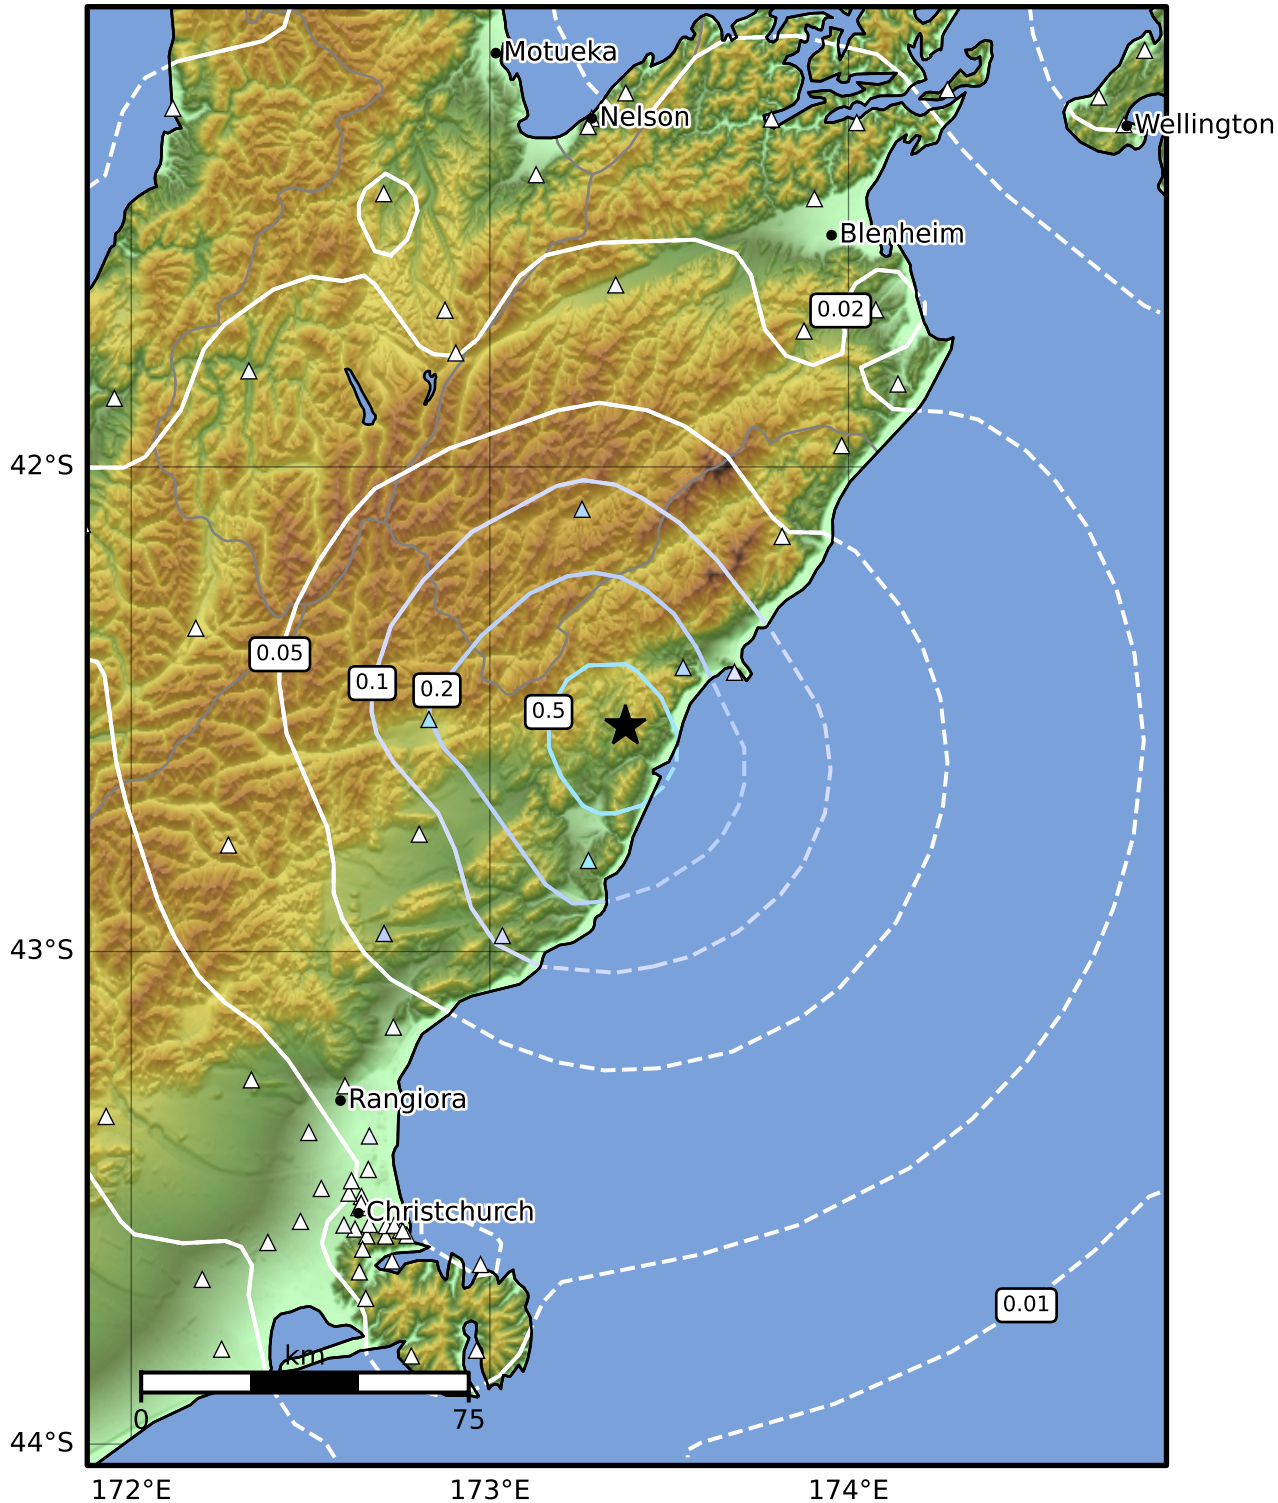 Motueka
Nelson
Wellington
Blenheim
0.02
42°S
0.05
0.1
0.2
0.5
43°S
Rangiora
Christchurch
0.01
km
0
75
44°S
172°E
173°E
174°E